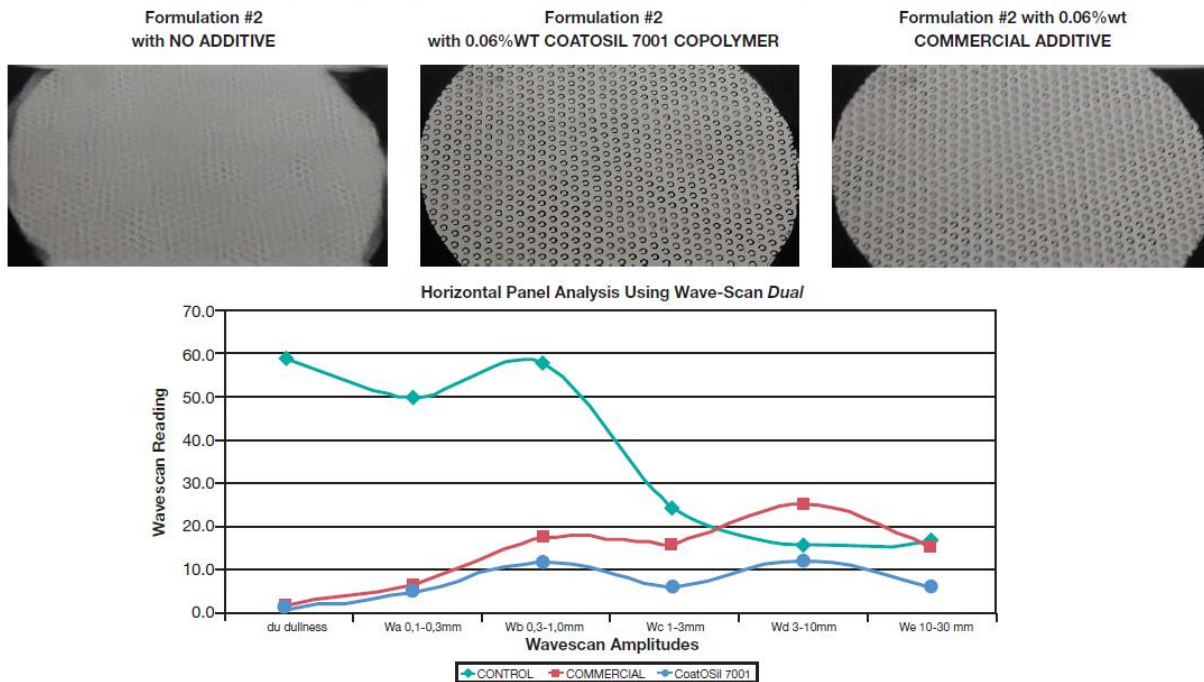 Formulation #2
with NO ADDITIVE
Formulation #2
with 0.06%WT COATOSIL 7001 COPOLYMER
Formulation #2 with 0.06%wt
COMMERCIAL ADDITIVE
Horizontal Panel Analysis Using Wave-Scan Dual
Wavescan Reading
70.0
60.0
50.0
40.0
30.0
20.0
10.0
0.0
du dullness
Wa 0,1-0,3mm
Wb 0,3-1,0mm
Wc 1-3mm
Wd 3-10mm
We 10-30 mm
Wavescan Amplitudes
CONTROL
COMMERCIAL
CoatOSil 7001